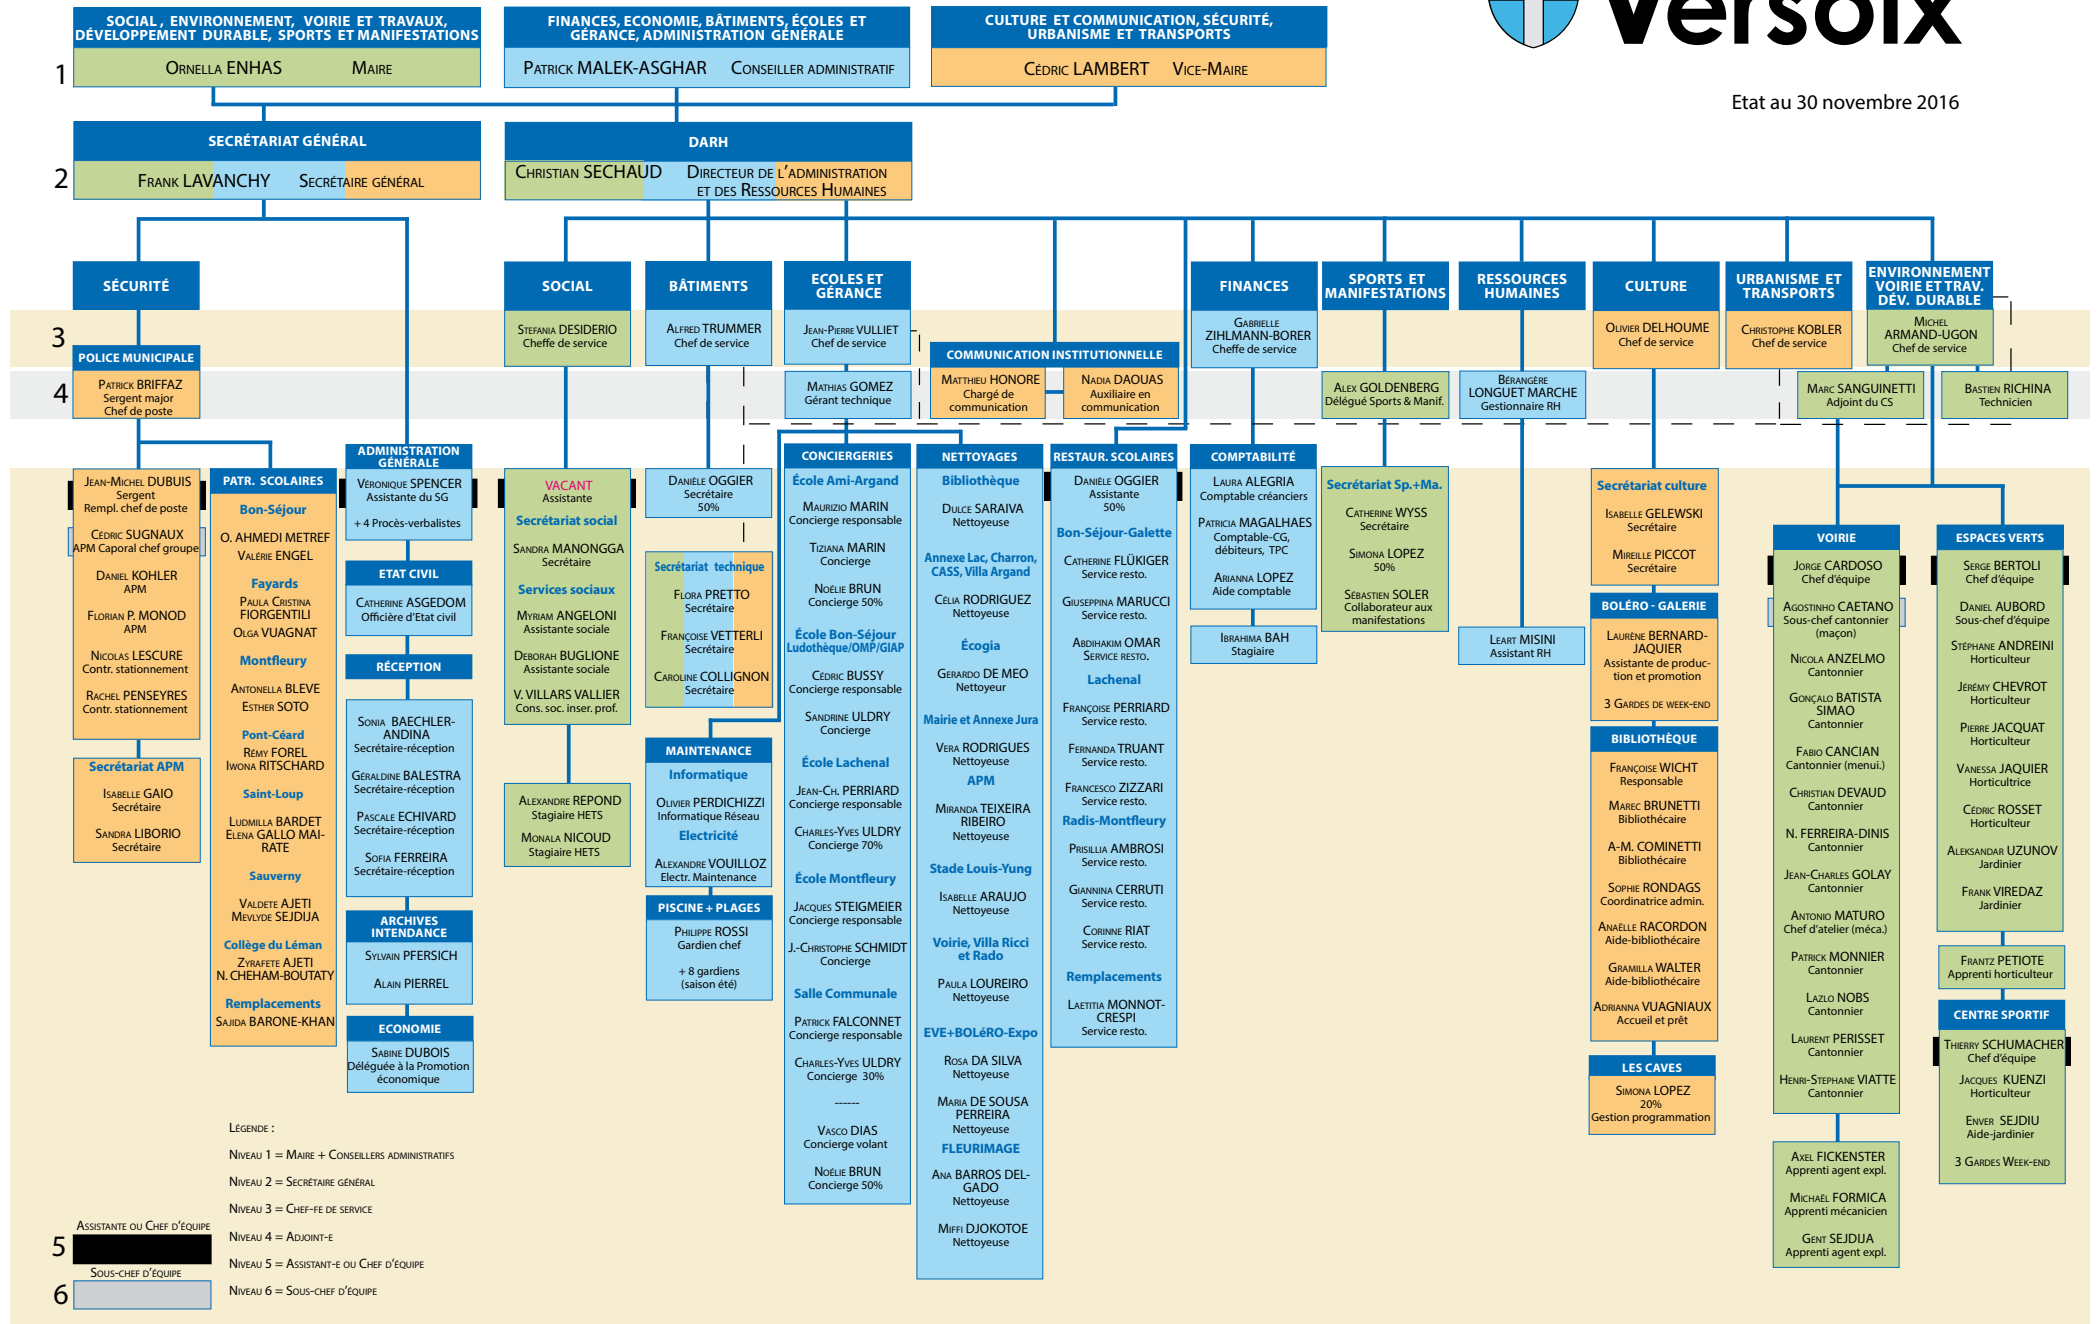 Versoix
Etat au 30 novembre 2016
SOCIAL, ENVIRONNEMENT, VOIRIE ET TRAVAUX,
DÉVELOPPEMENT DURABLE, SPORTS ET MANIFESTATIONS
ORNELLA ENHAS MAIRE
FINANCES, ECONOMIE, BÂTIMENTS, ÉCOLES ET
GÉRANCE, ADMINISTRATION GÉNÉRALE
PATRICK MALEK-ASGHAR CONSEILLER ADMINISTRATIF
CULTURE ET COMMUNICATION, SÉCURITÉ,
URBANISME ET TRANSPORTS
CÉDRIC LAMBERT VICE-MAIRE
1
SECRÉTARIAT GÉNÉRAL
FRANK LAVANCHY SECRÉTAIRE GÉNÉRAL
DARH
CHRISTIAN SECHAUD DIRECTEUR DE L'ADMINISTRATION
ET DES RESSOURCES HUMAINES
2
SÉCURITÉ
SOCIAL
BÂTIMENTS
ECOLES ET
GÉRANCE
FINANCES
SPORTS ET
MANIFESTATIONS
RESSOURCES
HUMAINES
CULTURE
URBANISME ET
TRANSPORTS
ENVIRONNEMENT
VOIRIE ET TRAV.
DÉV. DURABLE
3
STEFANIA DESIDERIO
Cheffe de service
ALFRED TRUMMER
Chef de service
JEAN-PIERRE VULLIET
Chef de service
GABRIELLE
ZIHLMANN-BORER
Cheffe de service
OLIVIER DELHOUME
Chef de service
CHRISTOPHE KOBLER
Chef de service
MICHEL
ARMAND-UGON
Chef de service
4
POLICE MUNICIPALE
PATRICK BRIFFAZ
Sergent major
Chef de poste
MATHIAS GOMEZ
Gérant technique
COMMUNICATION INSTITUTIONNELLE
MATTHIEU HONORE
Chargé de
communication
NADIA DAOUAS
Auxiliaire en
communication
ALEX GOLDENBERG
Délégué Sports & Manif.
BÉRANGÈRE
LONGUET MARCHE
Gestionnaire RH
MARC SANGUINETTI
Adjoint du CS
BASTIEN RICHINA
Technicien
JEAN-MICHEL DUBUIS
Sergent
Rempl. chef de poste
CÉDRIC SUGNAUX
APM Caporal chef groupe
DANIEL KOHLER
APM
FLORIAN P. MONOD
APM
NICOLAS LESCURE
Contr. stationnement
RACHEL PENSEYRES
Contr. stationnement
Secrétariat APM
ISABELLE GAIO
Secrétaire
SANDRA LIBORIO
Secrétaire
PATR. SCOLAIRES
Bon-Séjour
O. AHMEDI METREF
VALÉRIE ENGEL
Fayards
PAULA CRISTINA
FIORGENTILI
OLGA VUAGNAT
Montfleury
ANTONELLA BLEVE
ESTHER SOTO
Pont-Céard
RÉMY FOREL
IWONA RITSCHARD
Saint-Loup
LUDMILLA BARDET
ELENA GALLO MAI-
RATE
Sauverny
VALDETE AJETI
MEVLYDE SEJDIJA
Collège du Léman
ZYRAFETE AJETI
N. CHEHAM-BOUTATY
Remplacements
SAJIDA BARONE-KHAN
ADMINISTRATION
GÉNÉRALE
VÉRONIQUE SPENCER
Assistante du SG
+ 4 Procès-verbalistes
ETAT CIVIL
CATHERINE ASGEDOM
Officière d'Etat civil
RÉCEPTION
SONIA BAECHLER-
ANDINA
Secrétaire-réception
GÉRALDINE BALESTRA
Secrétaire-réception
PASCALE ECHIVARD
Secrétaire-réception
SOFIA FERREIRA
Secrétaire-réception
ARCHIVES
INTENDANCE
SYLVAIN PFERSICH
ALAIN PIERREL
ECONOMIE
SABINE DUBOIS
Déléguée à la Promotion
économique
VACANT
Assistante
Secrétariat social
SANDRA MANONGGA
Secrétaire
Services sociaux
MYRIAM ANGELONI
Assistante sociale
DEBORAH BUGLIONE
Assistante sociale
V. VILLARS VALLIER
Cons. soc. inser. prof.
ALEXANDRE REPOND
Stagiaire HETS
MONALA NICOUD
Stagiaire HETS
DANIÈLE OGGIER
Secrétaire
50%
Secrétariat technique
FLORA PRETTO
Secrétaire
FRANÇOISE VETTERLI
Secrétaire
CAROLINE COLLIGNON
Secrétaire
MAINTENANCE
Informatique
OLIVIER PERDICHIZZI
Informatique Réseau
Electricité
ALEXANDRE VOUILLOZ
Electr. Maintenance
PISCINE + PLAGES
PHILIPPE ROSSI
Gardien chef
+ 8 gardiens
(saison été)
CONCIERGERIES
École Ami-Argand
MAURIZIO MARIN
Concierge responsable
TIZIANA MARIN
Concierge
NOÉLIE BRUN
Concierge 50%
École Bon-Séjour
Ludothèque/OMP/GIAP
CÉDRIC BUSSY
Concierge responsable
SANDRINE ULDRY
Concierge
École Lachenal
JEAN-CH. PERRIARD
Concierge responsable
CHARLES-YVES ULDRY
Concierge 70%
École Montfleury
JACQUES STEIGMEIER
Concierge responsable
J.-CHRISTOPHE SCHMIDT
Concierge
Salle Communale
PATRICK FALCONNET
Concierge responsable
CHARLES-YVES ULDRY
Concierge 30%
------
VASCO DIAS
Concierge volant
NOÉLIE BRUN
Concierge 50%
NETTOYAGES
Bibliothèque
DULCE SARAIVA
Nettoyeuse
Annexe Lac, Charron,
CASS, Villa Argand
CÉLIA RODRIGUEZ
Nettoyeuse
Écogia
GERARDO DE MEO
Nettoyeur
Mairie et Annexe Jura
VERA RODRIGUES
Nettoyeuse
APM
MIRANDA TEIXEIRA
RIBEIRO
Nettoyeuse
Stade Louis-Yung
ISABELLE ARAUJO
Nettoyeuse
Voirie, Villa Ricci
et Rado
PAULA LOUREIRO
Nettoyeuse
EVE+BOLéRO-Expo
ROSA DA SILVA
Nettoyeuse
MARIA DE SOUSA
PERREIRA
Nettoyeuse
FLEURIMAGE
ANA BARROS DEL-
GADO
Nettoyeuse
MIFFI DJOKOTOE
Nettoyeuse
RESTAUR. SCOLAIRES
DANIÈLE OGGIER
Assistante
50%
Bon-Séjour-Galette
CATHERINE FLÜKIGER
Service resto.
GIUSEPPINA MARUCCI
Service resto.
ABDIHAKIM OMAR
SERVICE RESTO.
Lachenal
FRANÇOISE PERRIARD
Service resto.
FERNANDA TRUANT
Service resto.
FRANCESCO ZIZZARI
Service resto.
Radis-Montfleury
PRISILLIA AMBROSI
Service resto.
GIANNINA CERRUTI
Service resto.
CORINNE RIAT
Service resto.
Remplacements
LAETITIA MONNOT-
CRESPI
Service resto.
COMPTABILITÉ
LAURA ALEGRIA
Comptable créanciers
PATRICIA MAGALHAES
Comptable-CG,
débiteurs, TPC
ARIANNA LOPEZ
Aide comptable
IBRAHIMA BAH
Stagiaire
Secrétariat Sp.+Ma.
CATHERINE WYSS
Secrétaire
SIMONA LOPEZ
50%
SÉBASTIEN SOLER
Collaborateur aux
manifestations
LEART MISINI
Assistant RH
Secrétariat culture
ISABELLE GELEWSKI
Secrétaire
MIREILLE PICCOT
Secrétaire
BOLÉRO - GALERIE
LAURÈNE BERNARD-
JAQUIER
Assistante de produc-
tion et promotion
3 GARDES DE WEEK-END
BIBLIOTHÈQUE
FRANÇOISE WICHT
Responsable
MAREC BRUNETTI
Bibliothécaire
A-M. COMINETTI
Bibliothécaire
SOPHIE RONDAGS
Coordinatrice admin.
ANAËLLE RACORDON
Aide-bibliothécaire
GRAMILLA WALTER
Aide-bibliothécaire
ADRIANNA VUAGNIAUX
Accueil et prêt
LES CAVES
SIMONA LOPEZ
20%
Gestion programmation
VOIRIE
JORGE CARDOSO
Chef d'équipe
AGOSTINHO CAETANO
Sous-chef cantonnier
(maçon)
NICOLA ANZELMO
Cantonnier
GONÇALO BATISTA
SIMAO
Cantonnier
FABIO CANCIAN
Cantonnier (menui.)
CHRISTIAN DEVAUD
Cantonnier
N. FERREIRA-DINIS
Cantonnier
JEAN-CHARLES GOLAY
Cantonnier
ANTONIO MATURO
Chef d'atelier (méca.)
PATRICK MONNIER
Cantonnier
LAZLO NOBS
Cantonnier
LAURENT PERISSET
Cantonnier
HENRI-STEPHANE VIATTE
Cantonnier
AXEL FICKENSTER
Apprenti agent expl.
MICHAËL FORMICA
Apprenti mécanicien
GENT SEJDIJA
Apprenti agent expl.
ESPACES VERTS
SERGE BERTOLI
Chef d'équipe
DANIEL AUBORD
Sous-chef d'équipe
STÉPHANE ANDREINI
Horticulteur
JÉRÉMY CHEVROT
Horticulteur
PIERRE JACQUAT
Horticulteur
VANESSA JAQUIER
Horticultrice
CÉDRIC ROSSET
Horticulteur
ALEKSANDAR UZUNOV
Jardinier
FRANK VIREDAZ
Jardinier
FRANTZ PETIOTE
Apprenti horticulteur
CENTRE SPORTIF
THIERRY SCHUMACHER
Chef d'équipe
JACQUES KUENZI
Horticulteur
ENVER SEJDIU
Aide-jardinier
3 GARDES WEEK-END
LÉGENDE :
NIVEAU 1 = MAIRE + CONSEILLERS ADMINISTRATIFS
NIVEAU 2 = SECRÉTAIRE GÉNÉRAL
NIVEAU 3 = CHEF-FE DE SERVICE
NIVEAU 4 = ADJOINT-E
NIVEAU 5 = ASSISTANT-E OU CHEF D'ÉQUIPE
NIVEAU 6 = SOUS-CHEF D'ÉQUIPE
ASSISTANTE OU CHEF D'ÉQUIPE
5
SOUS-CHEF D'ÉQUIPE
6